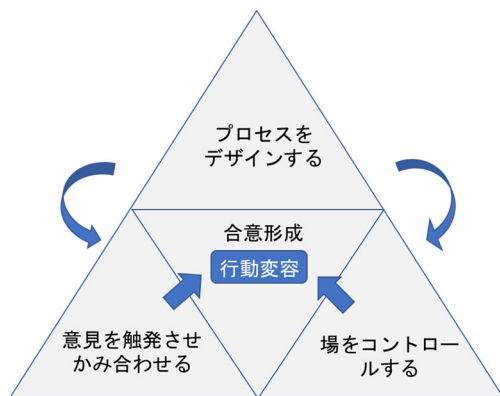 プロセスを
デザインする
合意形成
行動変容
意見を触発させ
かみ合わせる
場をコントロー
ルする